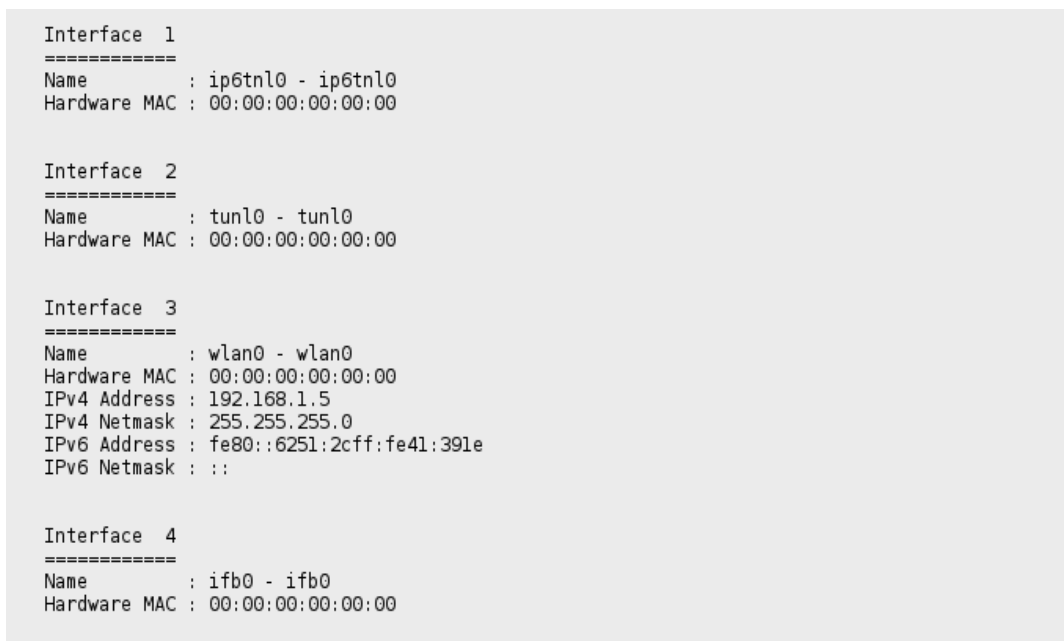 Interface  1
============
Name         : ip6tnl0 - ip6tnl0
Hardware MAC : 00:00:00:00:00:00
Interface  2
============
Name         : tunl0 - tunl0
Hardware MAC : 00:00:00:00:00:00
Interface  3
============
Name         : wlan0 - wlan0
Hardware MAC : 00:00:00:00:00:00
IPv4 Address : 192.168.1.5
IPv4 Netmask : 255.255.255.0
IPv6 Address : fe80::6251:2cff:fe41:391e
IPv6 Netmask : ::
Interface  4
============
Name         : ifb0 - ifb0
Hardware MAC : 00:00:00:00:00:00